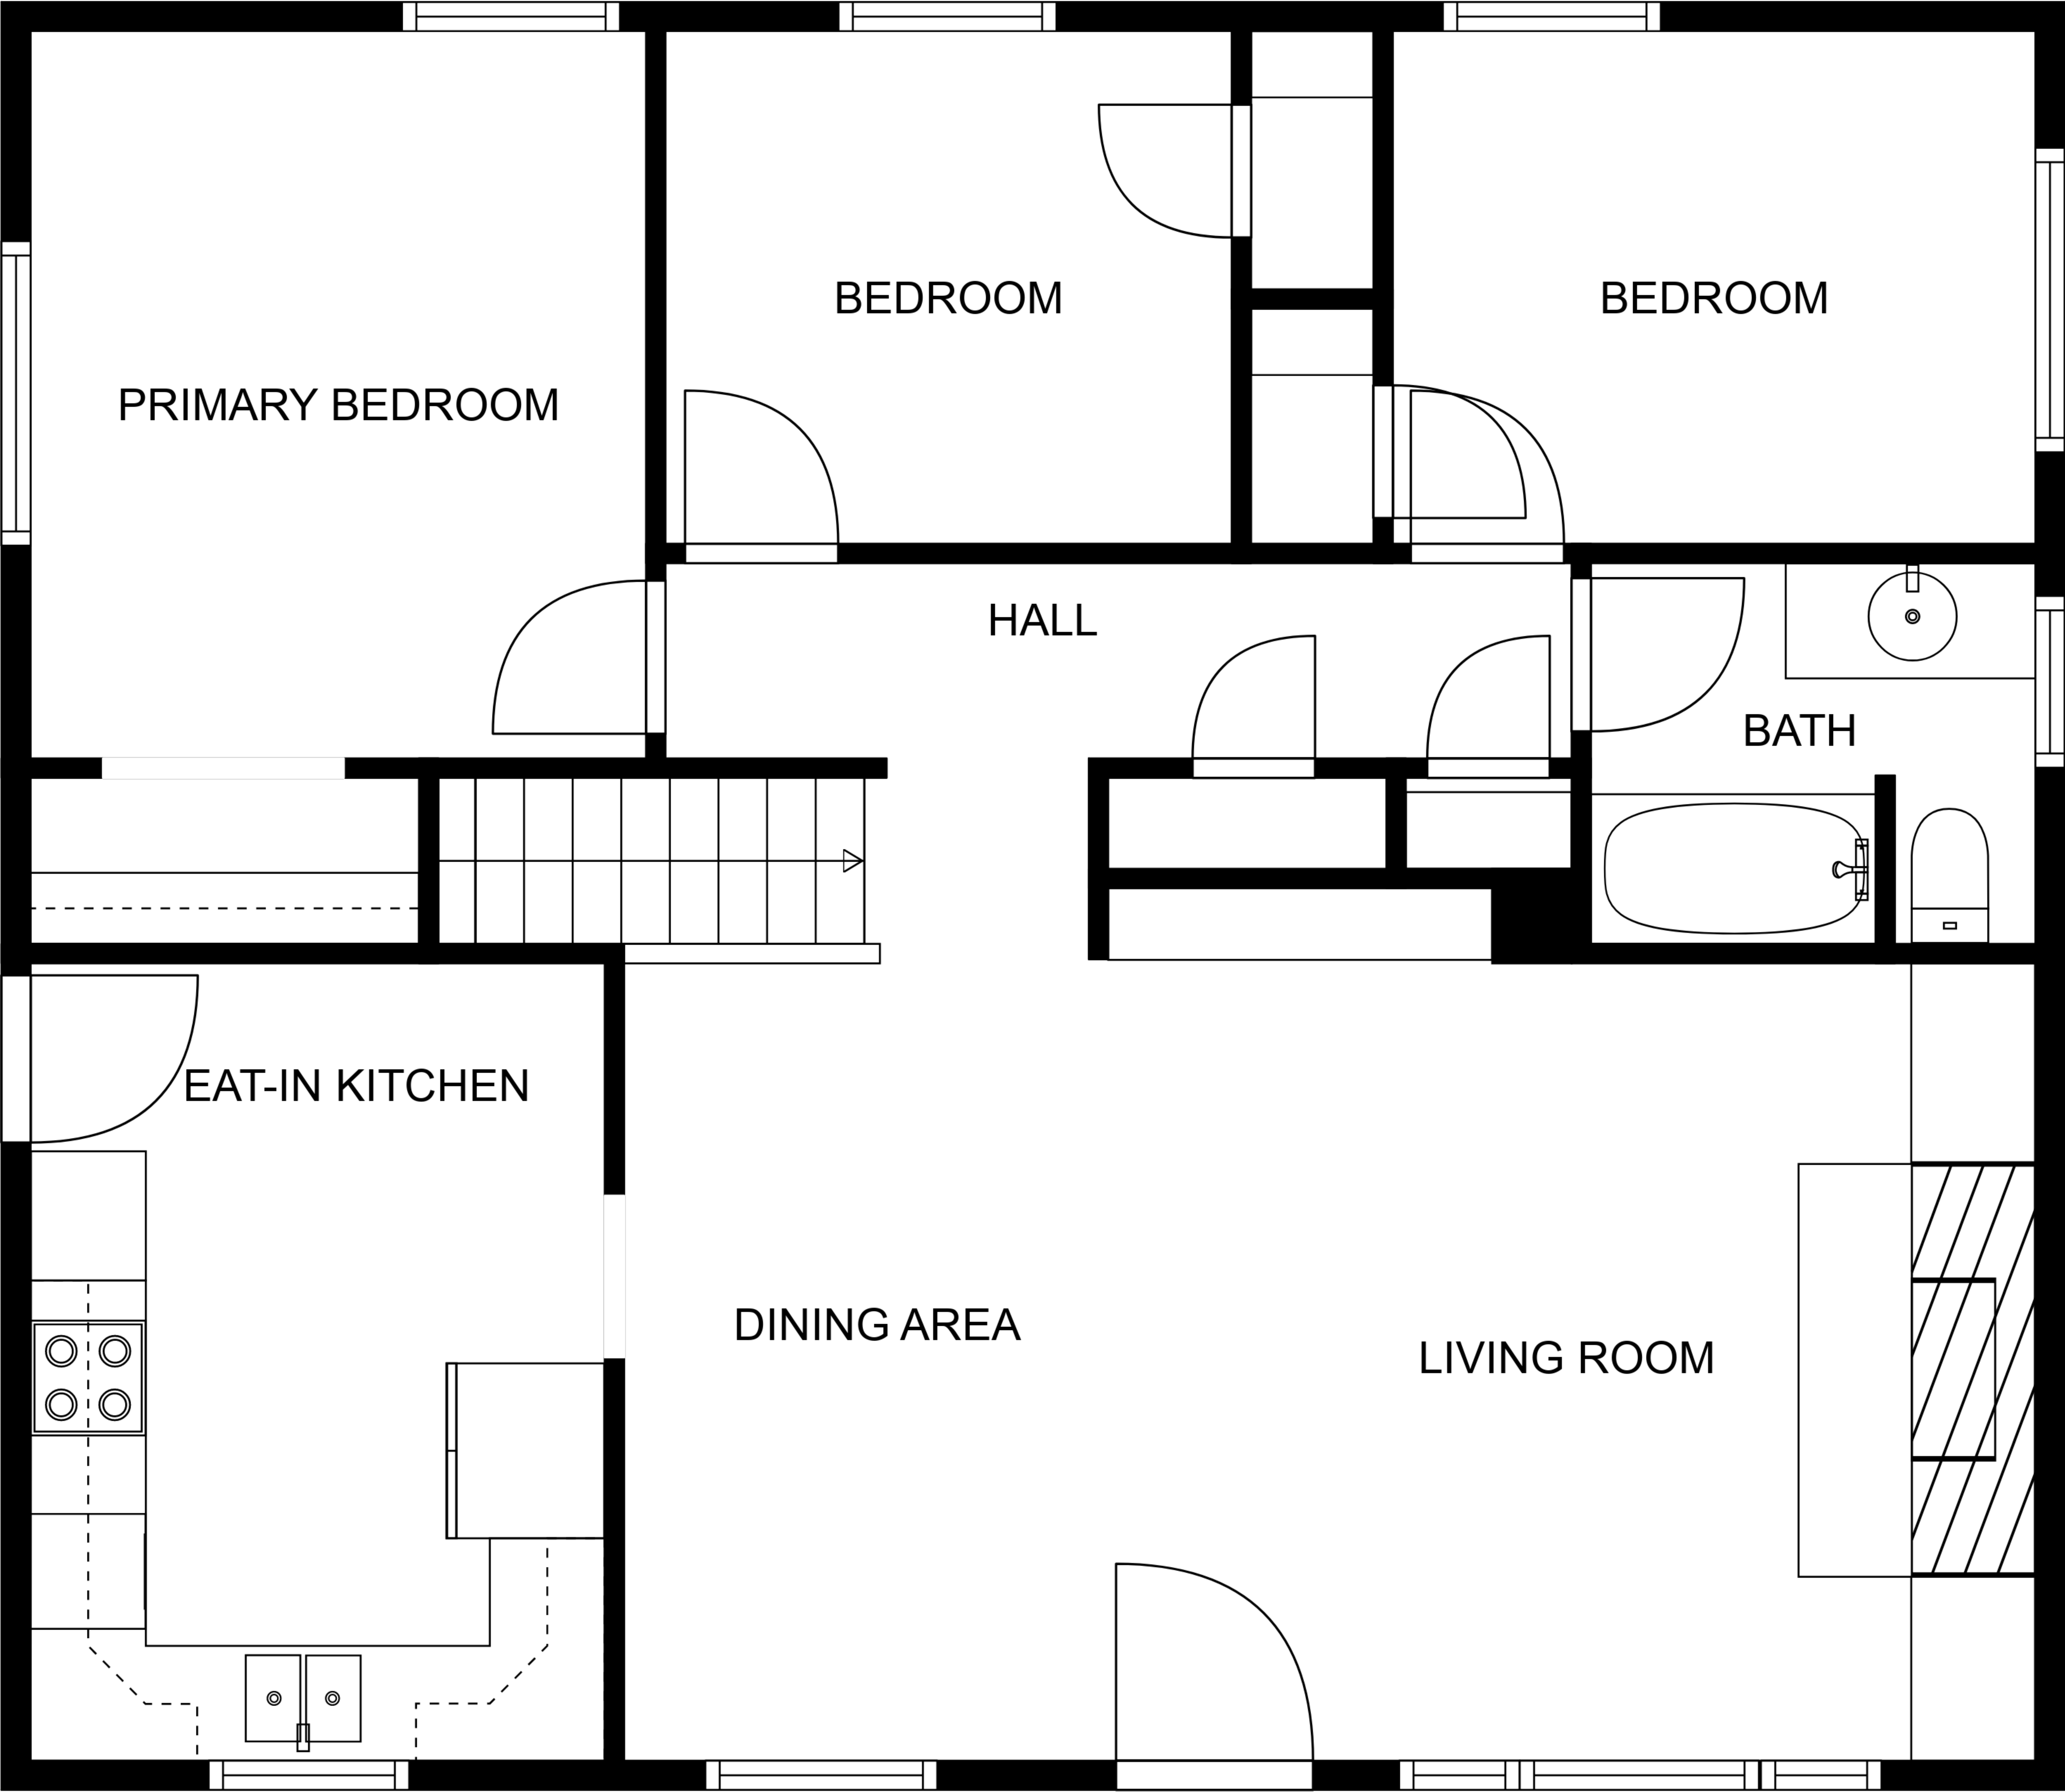 BEDROOM
BEDROOM
PRIMARY BEDROOM
HALL
BATH
EAT-IN KITCHEN
DINING AREA
LIVING ROOM